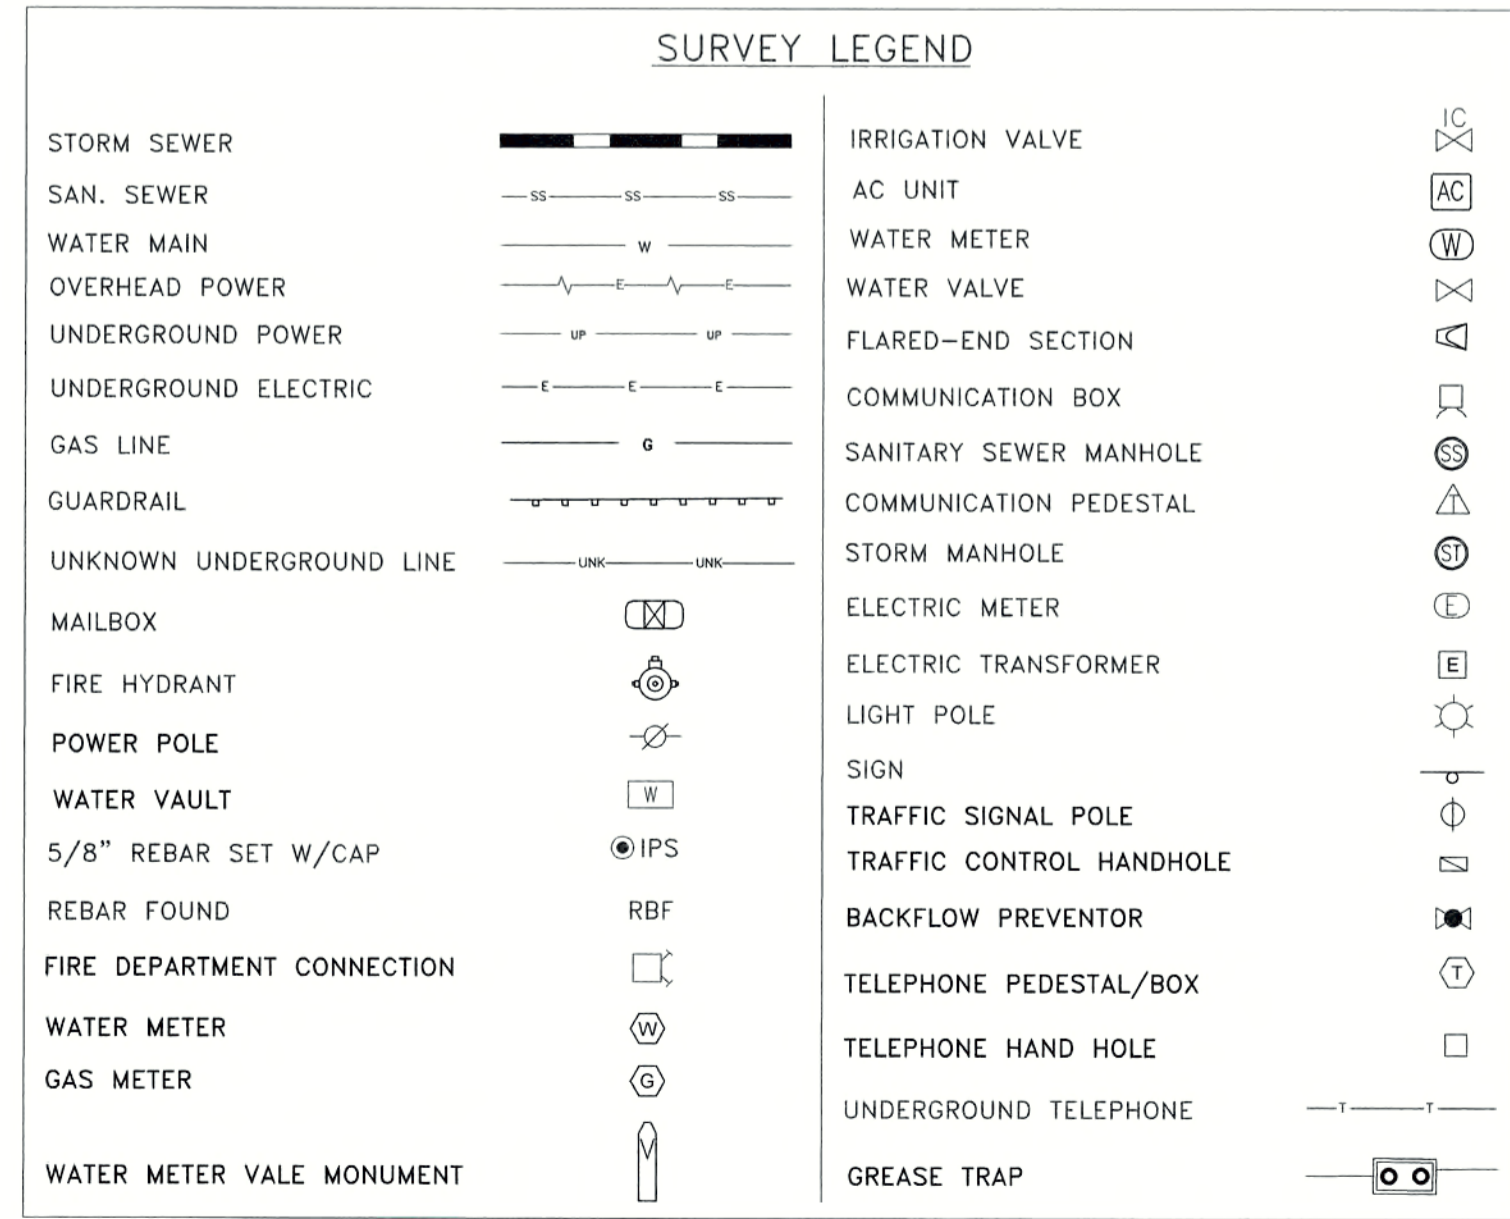 SURVEY LEGEND
STORM SEWER
SAN. SEWER SS SS SS
WATER MAIN W
OVERHEAD POWER E E
UNDERGROUND POWER UP UP
UNDERGROUND ELECTRIC E E E
GAS LINE G
GUARDRAIL
UNKNOWN UNDERGROUND LINE UNK UNK
MAILBOX
FIRE HYDRANT
POWER POLE
WATER VAULT W
5/8" REBAR SET W/CAP IPS
REBAR FOUND RBF
FIRE DEPARTMENT CONNECTION
WATER METER W
GAS METER G
WATER METER VALE MONUMENT V
IRRIGATION VALVE IC
AC UNIT AC
WATER METER W
WATER VALVE
FLARED-END SECTION
COMMUNICATION BOX
SANITARY SEWER MANHOLE SS
COMMUNICATION PEDESTAL T
STORM MANHOLE ST
ELECTRIC METER E
ELECTRIC TRANSFORMER E
LIGHT POLE
SIGN
TRAFFIC SIGNAL POLE
TRAFFIC CONTROL HANDHOLE
BACKFLOW PREVENTOR
TELEPHONE PEDESTAL/BOX T
TELEPHONE HAND HOLE
UNDERGROUND TELEPHONE T T
GREASE TRAP